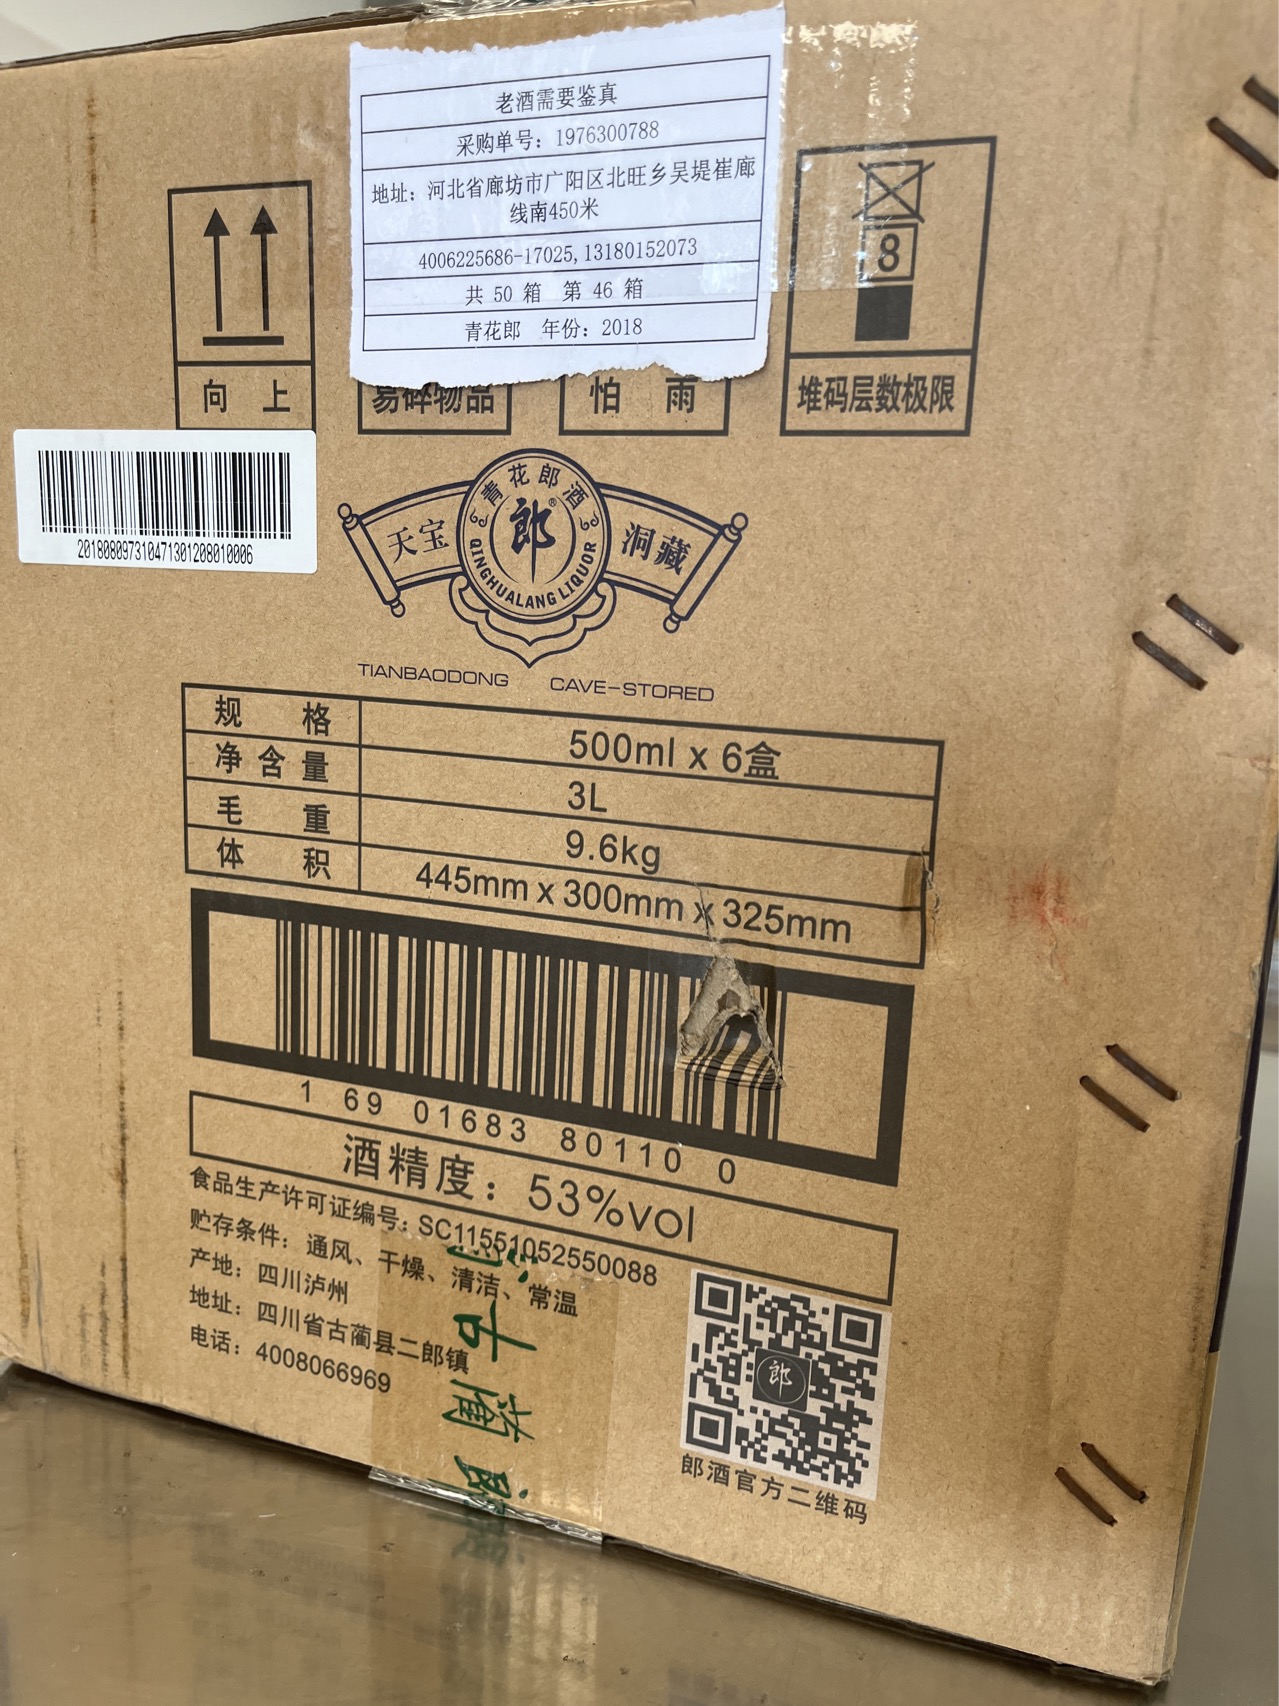 老酒需要鉴真
采购单号：1976300788
地址：河北省廊坊市广阳区北旺乡吴堤崔廊
线南450米
4006225686-17025,13180152073
共 50 箱 第 46 箱
青花郎 年份：2018
8
向 上
易碎物品
怕 雨
堆码层数极限
20180809731047131208010006
青花郎酒
天宝
郎®
洞藏
QINGHUALANG LIQUOR
TIANBAODONG CAVE-STORED
规 格 500ml x 6盒
净含量 3L
毛 重 9.6kg
体 积 445mm x 300mm x 325mm
1 69 01683 80110 0
酒精度：53%vol
食品生产许可证编号：SC11551052550088
贮存条件：通风、干燥、清洁、常温
产地：四川泸州
地址：四川省古蔺县二郎镇
电话：4008066969
古
蔺
郎
郎酒官方二维码